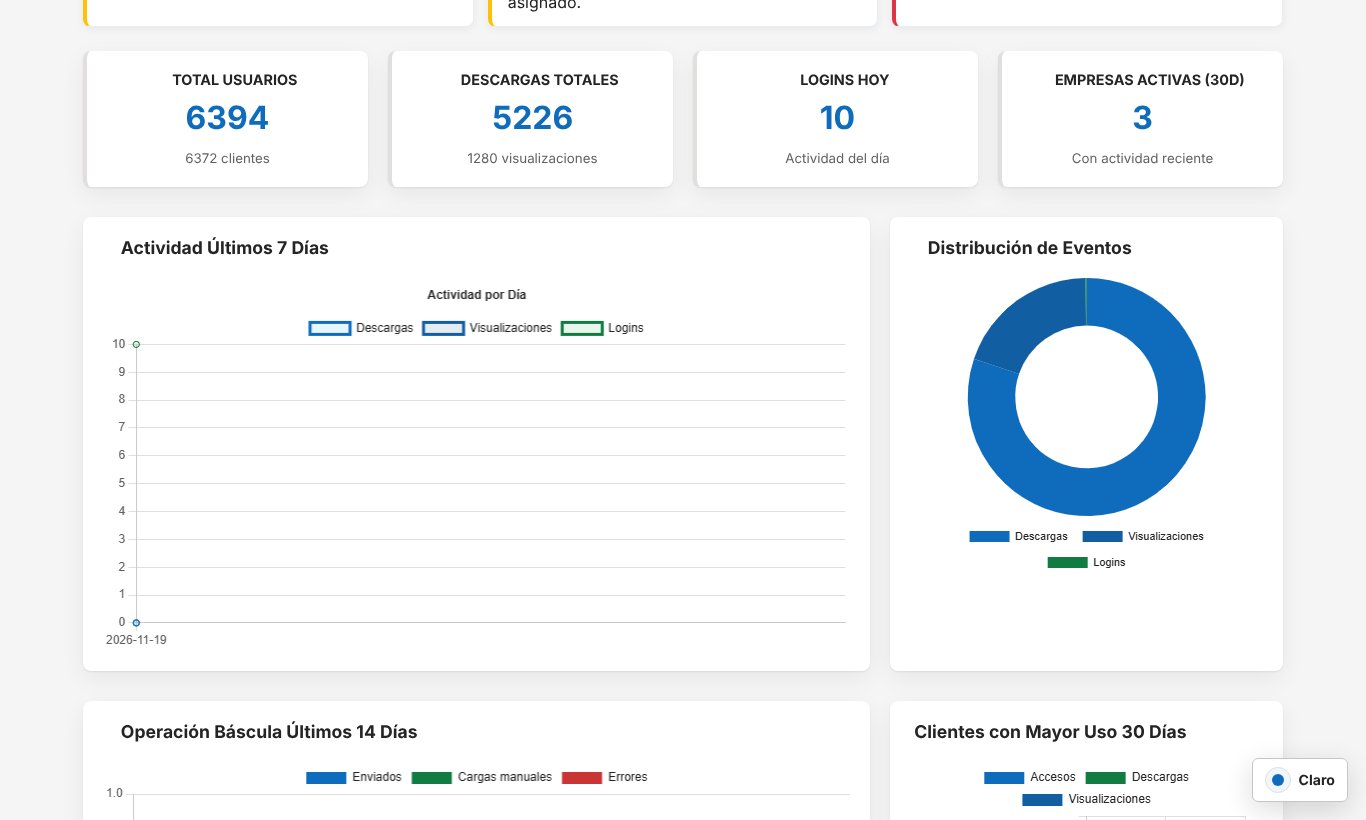 asignado.
TOTAL USUARIOS
6394
6372 clientes
DESCARGAS TOTALES
5226
1280 visualizaciones
LOGINS HOY
10
Actividad del día
EMPRESAS ACTIVAS (30D)
3
Con actividad reciente
Actividad Últimos 7 Días
Actividad por Día
Descargas Visualizaciones Logins
10
9
8
7
6
5
4
3
2
1
0
2026-11-19
Distribución de Eventos
Descargas Visualizaciones
Logins
Operación Báscula Últimos 14 Días
Enviados Cargas manuales Errores
1.0
Clientes con Mayor Uso 30 Días
Accesos Descargas
Visualizaciones
Claro